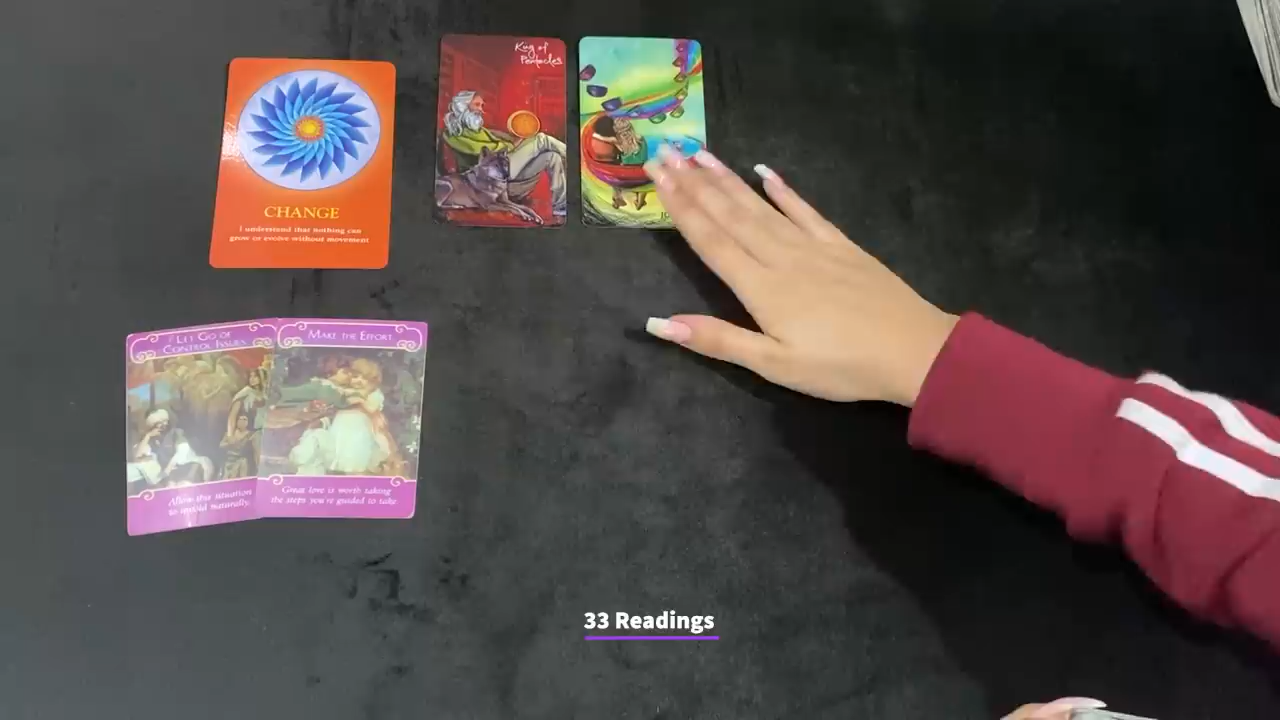 CHANGE
I understand that nothing can
grow or evolve without movement
King of
Pentacles
LET GO OF
CONTROL ISSUES
Allow this situation
to unfold naturally.
MAKE THE EFFORT
Great love is worth taking
the steps you're guided to take.
33 Readings